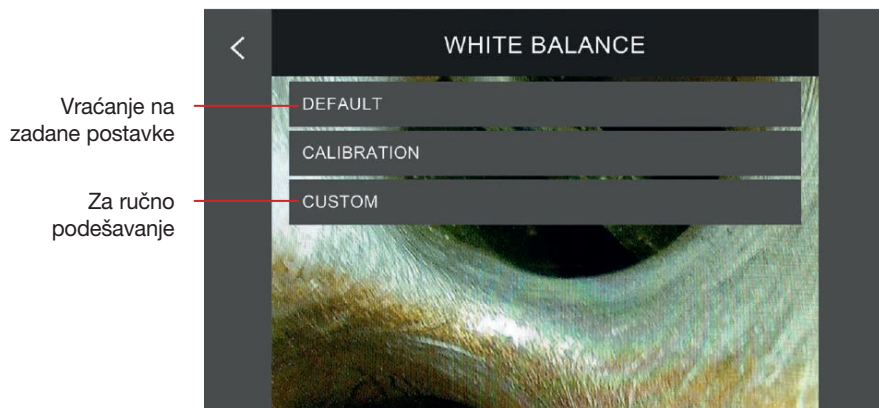 WHITE BALANCE
Vraćanje na
zadane postavke
DEFAULT
CALIBRATION
Za ručno
podešavanje
CUSTOM